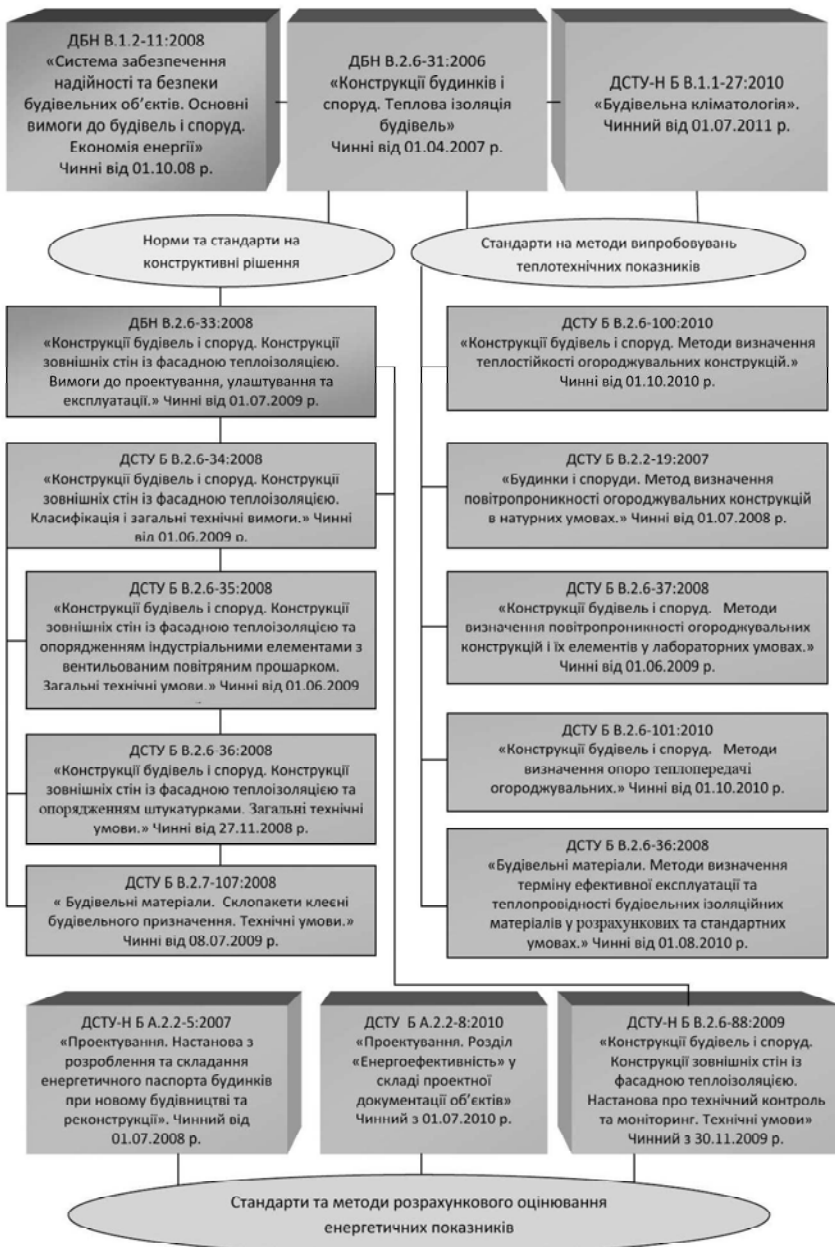 ДБН В.1.2-11:2008
«Система забезпечення
надійності та безпеки
будівельних об’єктів. Основні
вимоги до будівель і споруд.
Економія енергії»
Чинні від 01.10.08 р.
ДБН В.2.6-31:2006
«Конструкції будинків і
споруд. Теплова ізоляція
будівель»
Чинні від 01.04.2007 р.
ДСТУ-Н Б В.1.1-27:2010
«Будівельна кліматологія».
Чинний від 01.07.2011 р.
Норми та стандарти на
конструктивні рішення
Стандарти на методи випробовувань
теплотехнічних показників
ДБН В.2.6-33:2008
«Конструкції будівель і споруд. Конструкції
зовнішніх стін із фасадною теплоізоляцією.
Вимоги до проектування, улаштування та
експлуатації.» Чинні від 01.07.2009 р.
ДСТУ Б В.2.6-34:2008
«Конструкції будівель і споруд. Конструкції
зовнішніх стін із фасадною теплоізоляцією.
Класифікація і загальні технічні вимоги.» Чинні
від 01.06.2009 р.
ДСТУ Б В.2.6-35:2008
«Конструкції будівель і споруд. Конструкції
зовнішніх стін із фасадною теплоізоляцією та
опорядженням індустріальними елементами з
вентильованим повітряним прошарком.
Загальні технічні умови.» Чинні від 01.06.2009
ДСТУ Б В.2.6-36:2008
«Конструкції будівель і споруд. Конструкції
зовнішніх стін із фасадною теплоізоляцією та
опорядженням штукатурками. Загальні технічні
умови.» Чинні від 27.11.2008 р.
ДСТУ Б В.2.7-107:2008
« Будівельні матеріали. Склопакети клеєні
будівельного призначення. Технічні умови.»
Чинні від 08.07.2009 р.
ДСТУ Б В.2.6-100:2010
«Конструкції будівель і споруд. Методи визначення
теплостійкості огороджувальних конструкцій.»
Чинні від 01.10.2010 р.
ДСТУ Б В.2.2-19:2007
«Будинки і споруди. Метод визначення
повітропроникності огороджувальних конструкцій
в натурних умовах.» Чинні від 01.07.2008 р.
ДСТУ Б В.2.6-37:2008
«Конструкції будівель і споруд. Методи
визначення повітропроникності огороджувальних
конструкцій і їх елементів у лабораторних умовах.»
Чинні від 01.06.2009 р.
ДСТУ Б В.2.6-101:2010
«Конструкції будівель і споруд. Методи
визначення опоро теплопередачі
огороджувальних.» Чинні від 01.10.2010 р.
ДСТУ Б В.2.6-36:2008
«Будівельні матеріали. Методи визначення
терміну ефективної експлуатації та
теплопровідності будівельних ізоляційних
матеріалів у розрахункових та стандартних
умовах.» Чинні від 01.08.2010 р.
ДСТУ-Н Б А.2.2-5:2007
«Проектування. Настанова з
розроблення та складання
енергетичного паспорта будинків
при новому будівництві та
реконструкції». Чинний від
01.07.2008 р.
ДСТУ Б А.2.2-8:2010
«Проектування. Розділ
«Енергоефективність» у
складі проектної
документації об’єктів»
Чинний з 01.07.2010 р.
ДСТУ-Н Б В.2.6-88:2009
«Конструкції будівель і споруд.
Конструкції зовнішніх стін із
фасадною теплоізоляцією.
Настанова про технічний контроль
та моніторинг. Технічні умови»
Чинний з 30.11.2009 р.
Стандарти та методи розрахункового оцінювання
енергетичних показників